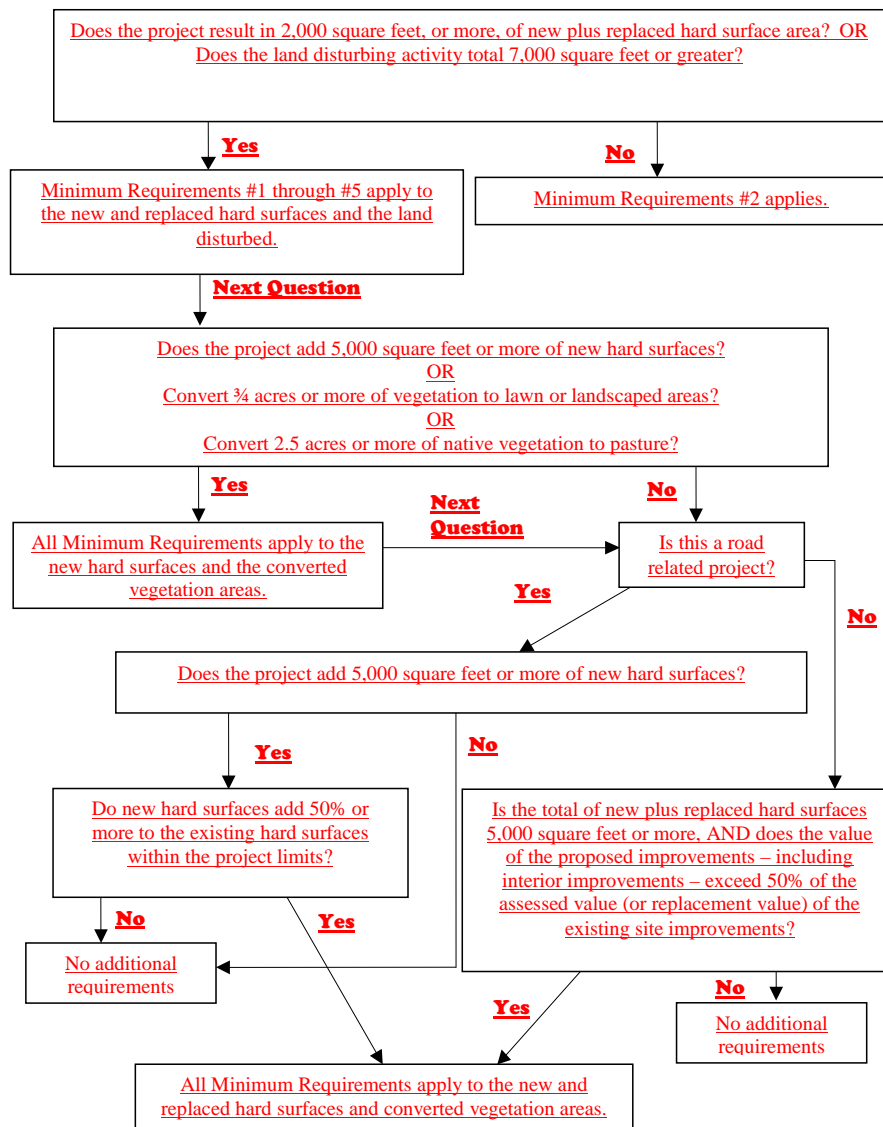 Does the project result in 2,000 square feet, or more, of new plus replaced hard surface area? OR
Does the land disturbing activity total 7,000 square feet or greater?
Yes
No
Minimum Requirements #1 through #5 apply to
the new and replaced hard surfaces and the land
disturbed.
Minimum Requirements #2 applies.
Next Question
Does the project add 5,000 square feet or more of new hard surfaces?
OR
Convert ¾ acres or more of vegetation to lawn or landscaped areas?
OR
Convert 2.5 acres or more of native vegetation to pasture?
Yes
No
Next
Question
All Minimum Requirements apply to the
new hard surfaces and the converted
vegetation areas.
Is this a road
related project?
Yes
No
Does the project add 5,000 square feet or more of new hard surfaces?
Yes
No
Do new hard surfaces add 50% or
more to the existing hard surfaces
within the project limits?
Is the total of new plus replaced hard surfaces
5,000 square feet or more, AND does the value
of the proposed improvements – including
interior improvements – exceed 50% of the
assessed value (or replacement value) of the
existing site improvements?
No
Yes
No additional
requirements
Yes
No
No additional
requirements
All Minimum Requirements apply to the new and
replaced hard surfaces and converted vegetation areas.